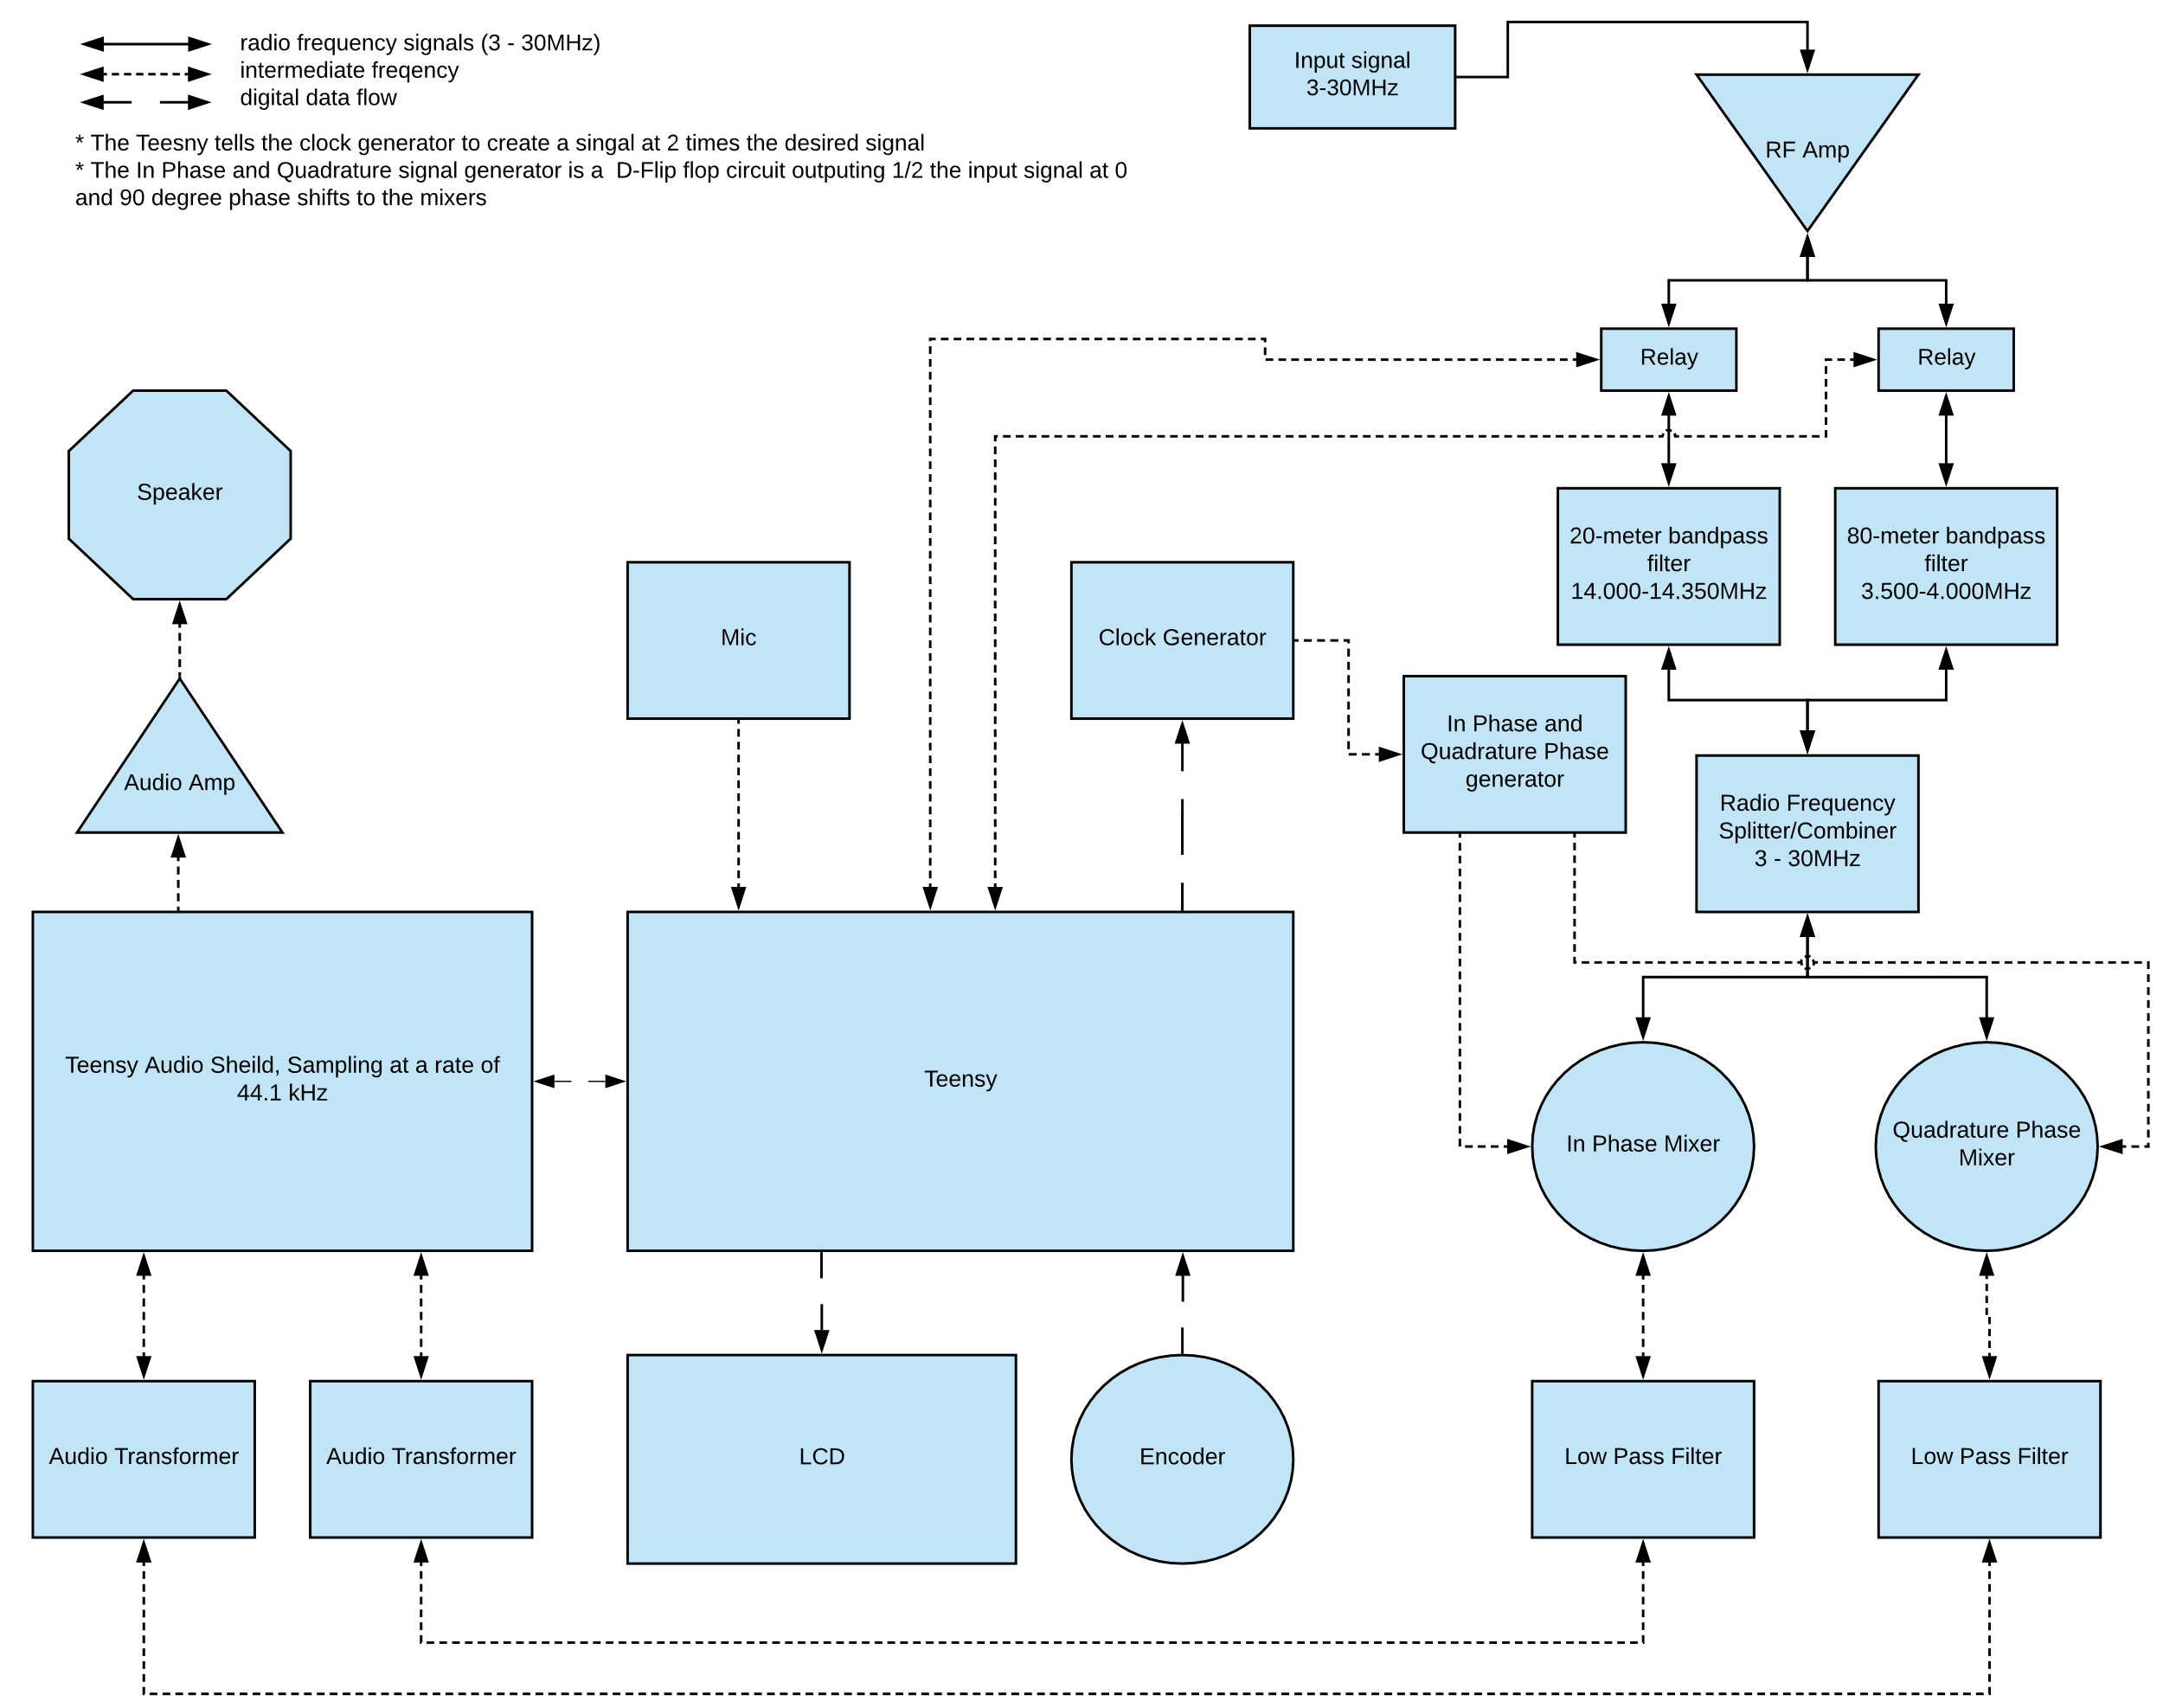 radio frequency signals (3 - 30MHz)
intermediate freqency
digital data flow
* The Teesny tells the clock generator to create a singal at 2 times the desired signal
* The In Phase and Quadrature signal generator is a  D-Flip flop circuit outputing 1/2 the input signal at 0
and 90 degree phase shifts to the mixers
Input signal
3-30MHz
RF Amp
Relay
Relay
Speaker
20-meter bandpass
filter
14.000-14.350MHz
80-meter bandpass
filter
3.500-4.000MHz
Mic
Clock Generator
In Phase and
Quadrature Phase
generator
Audio Amp
Radio Frequency
Splitter/Combiner
3 - 30MHz
Teensy Audio Sheild, Sampling at a rate of
44.1 kHz
Teensy
In Phase Mixer
Quadrature Phase
Mixer
Audio Transformer
Audio Transformer
LCD
Encoder
Low Pass Filter
Low Pass Filter